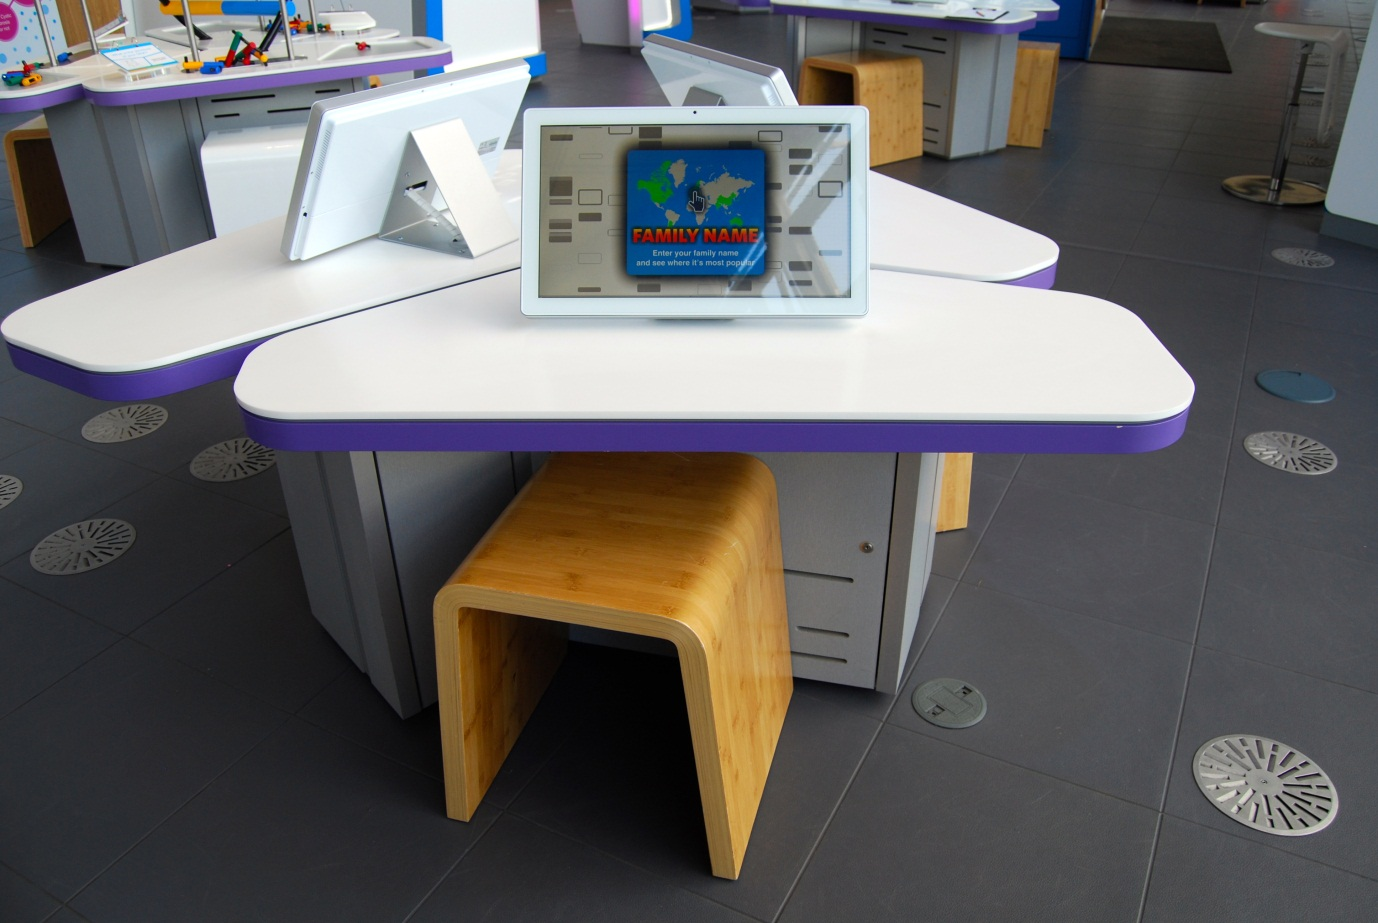 FAMILY NAME
Enter your family name
and see where it's most popular